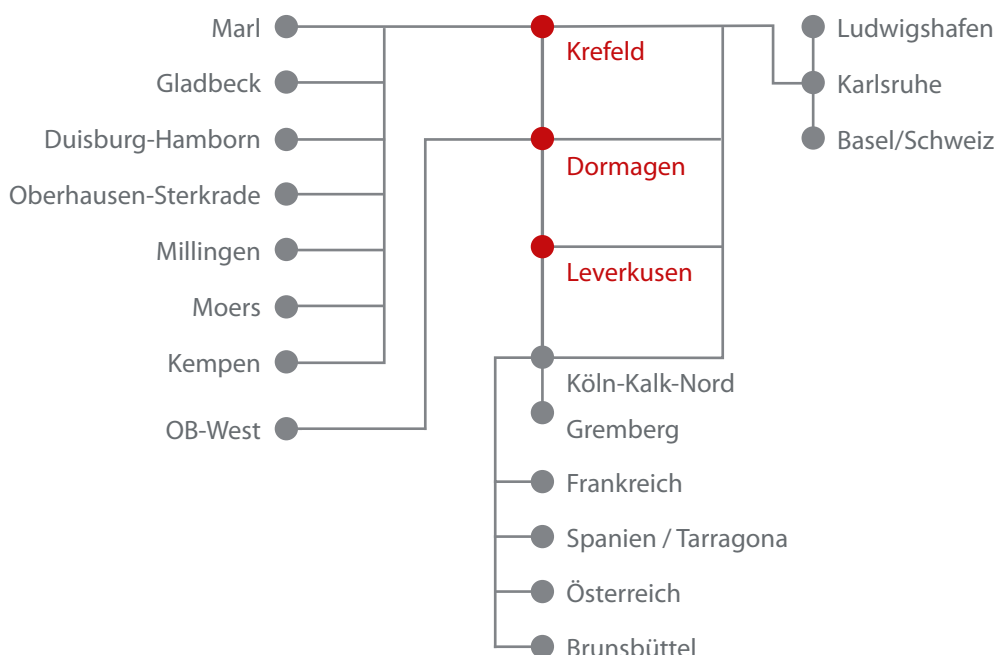 Marl
Gladbeck
Duisburg-Hamborn
Oberhausen-Sterkrade
Millingen
Moers
Kempen
OB-West
Krefeld
Dormagen
Leverkusen
Köln-Kalk-Nord
Gremberg
Frankreich
Spanien / Tarragona
Österreich
Brunsbüttel
Ludwigshafen
Karlsruhe
Basel/Schweiz